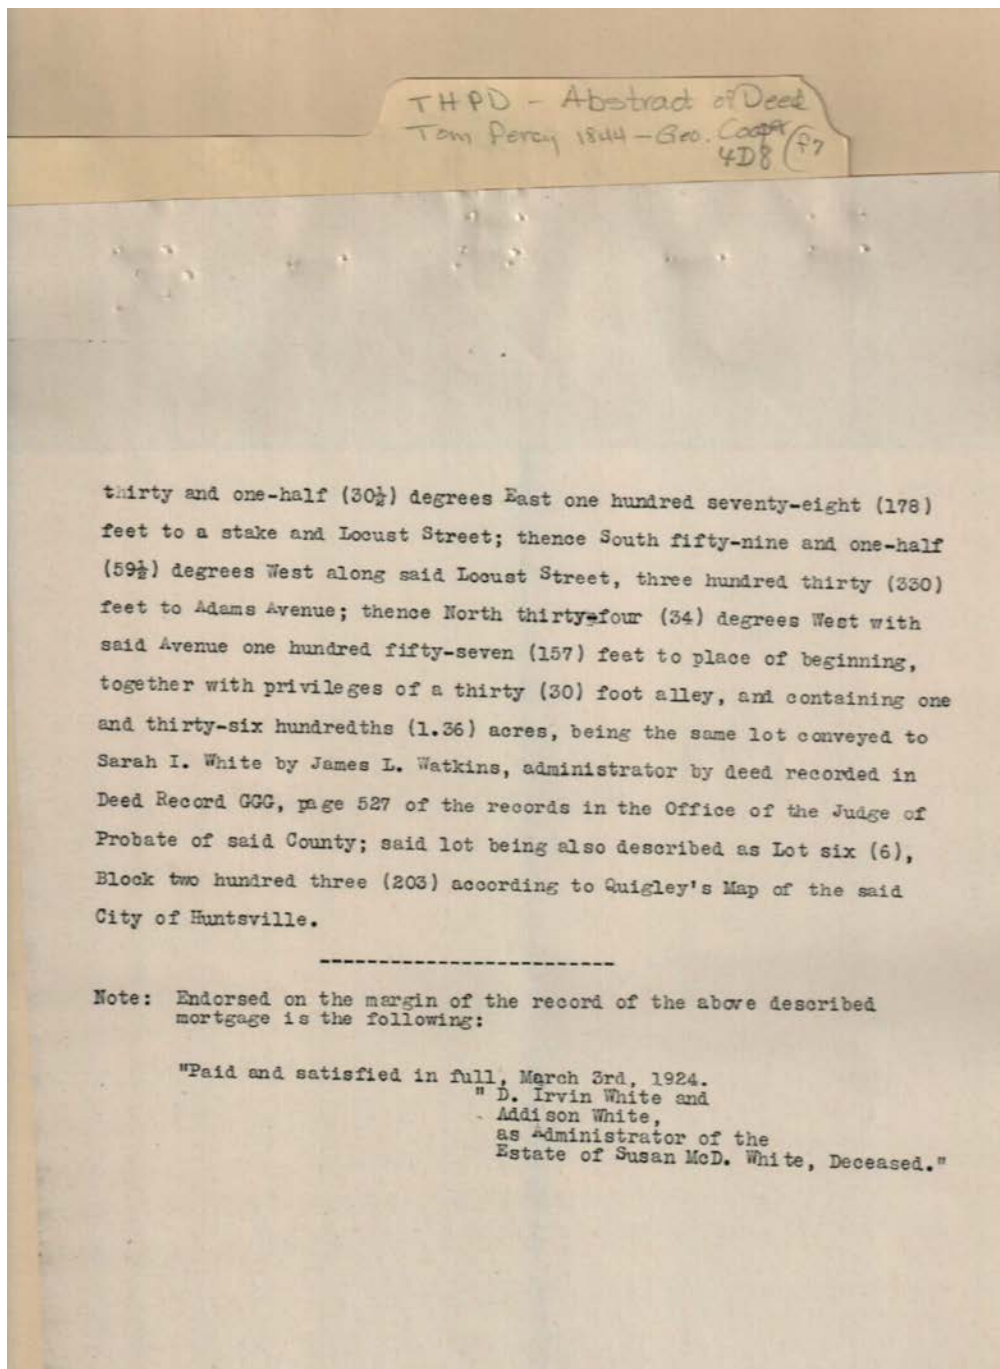 THPD - Abstract of Deed
Tom Percy 1844 - Geo.
4D8 (f7
thirty and one-half (30½) degrees East one hundred seventy-eight (178)
feet to a stake and Locust Street; thence South fifty-nine and one-half
(59½) degrees West along said Locust Street, three hundred thirty (330)
feet to Adams Avenue; thence North thirty-four (34) degrees West with
said Avenue one hundred fifty-seven (157) feet to place of beginning,
together with privileges of a thirty (30) foot alley, and containing one
and thirty-six hundredths (1.36) acres, being the same lot conveyed to
Sarah I. White by James L. Watkins, administrator by deed recorded in
Deed Record GGG, page 527 of the records in the Office of the Judge of
Probate of said County; said lot being also described as Lot six (6),
Block two hundred three (203) according to Quigley's Map of the said
City of Huntsville.
-------------------------
Note: Endorsed on the margin of the record of the above described
mortgage is the following:
"Paid and satisfied in full, March 3rd, 1924.
" D. Irvin White and
Addison White,
as Administrator of the
Estate of Susan McD. White, Deceased."